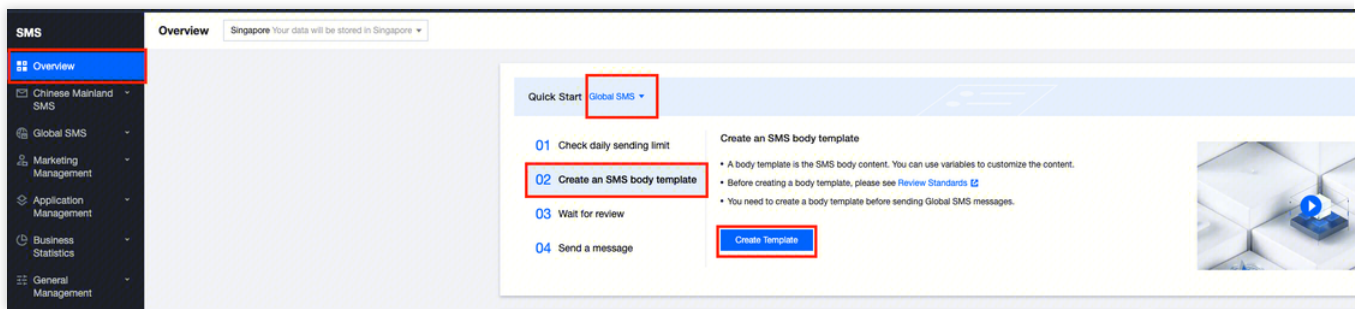 SMS
Overview
Chinese Mainland
SMS
Global SMS
Marketing
Management
Application
Management
Business
Statistics
General
Management
Overview
Singapore Your data will be stored in Singapore
Quick Start Global SMS
01 Check daily sending limit
02 Create an SMS body template
03 Wait for review
04 Send a message
Create an SMS body template
• A body template is the SMS body content. You can use variables to customize the content.
• Before creating a body template, please see Review Standards
• You need to create a body template before sending Global SMS messages.
Create Template